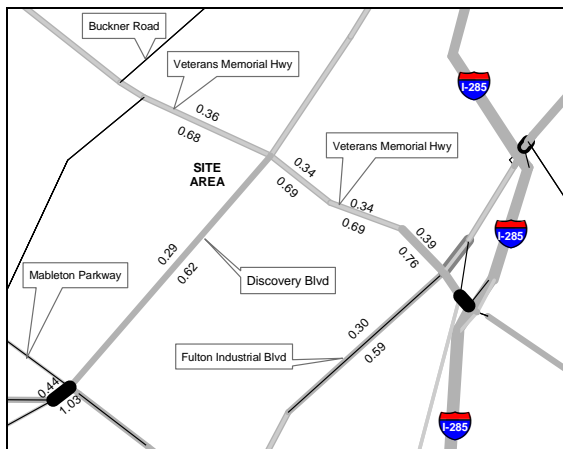 Buckner Road
I-285
Veterans Memorial Hwy
0.36
0.68
SITE
AREA
0.34
0.69
Veterans Memorial Hwy
0.34
0.69
I-285
0.39
0.76
0.29
0.62
Mableton Parkway
Discovery Blvd
0.30
0.59
Fulton Industrial Blvd
0.44
1.03
I-285